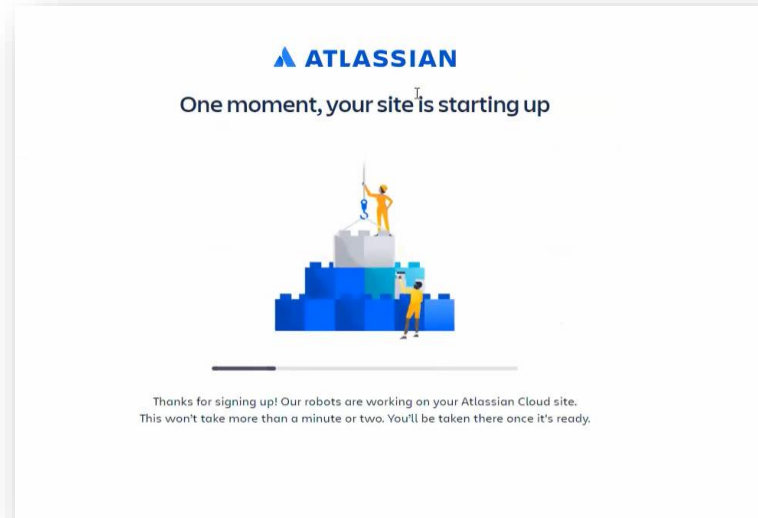 ATLASSIAN
One moment, your site is starting up
Thanks for signing up! Our robots are working on your Atlassian Cloud site.
This won't take more than a minute or two. You'll be taken there once it's ready.